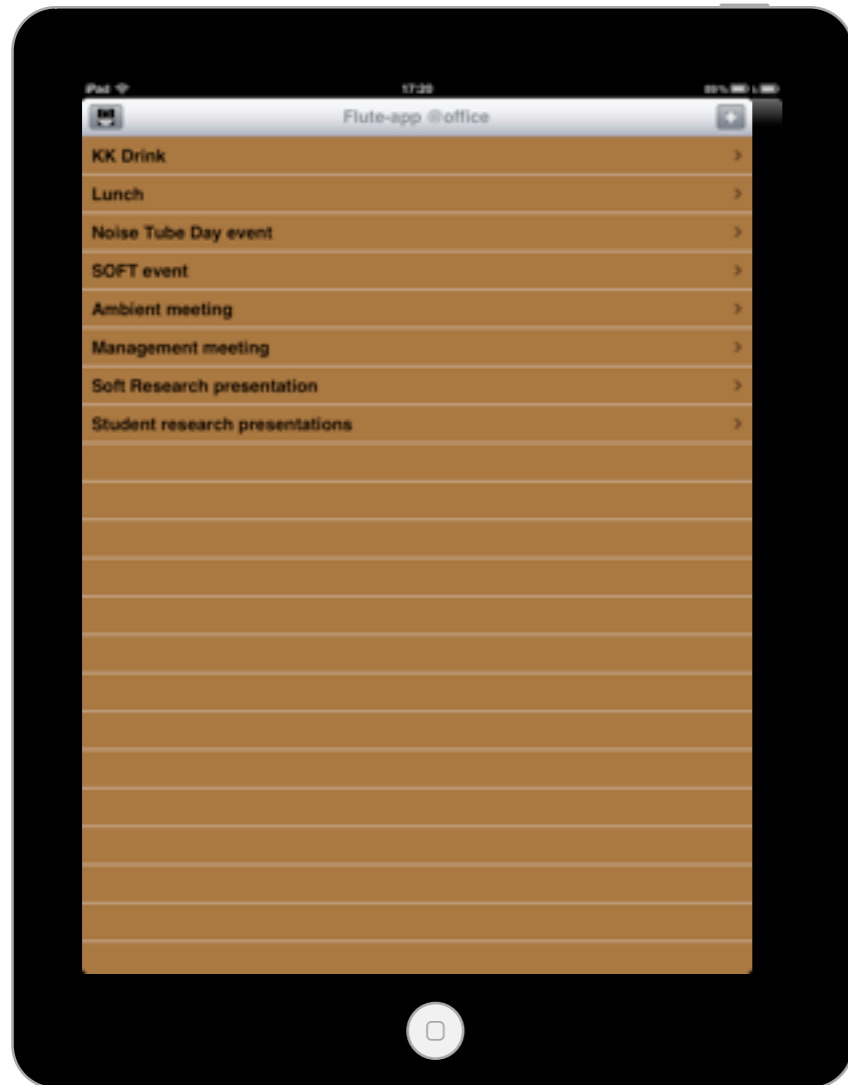 iPad 17:20
Flute-app @office
KK Drink
Lunch
Noise Tube Day event
SOFT event
Ambient meeting
Management meeting
Soft Research presentation
Student research presentations